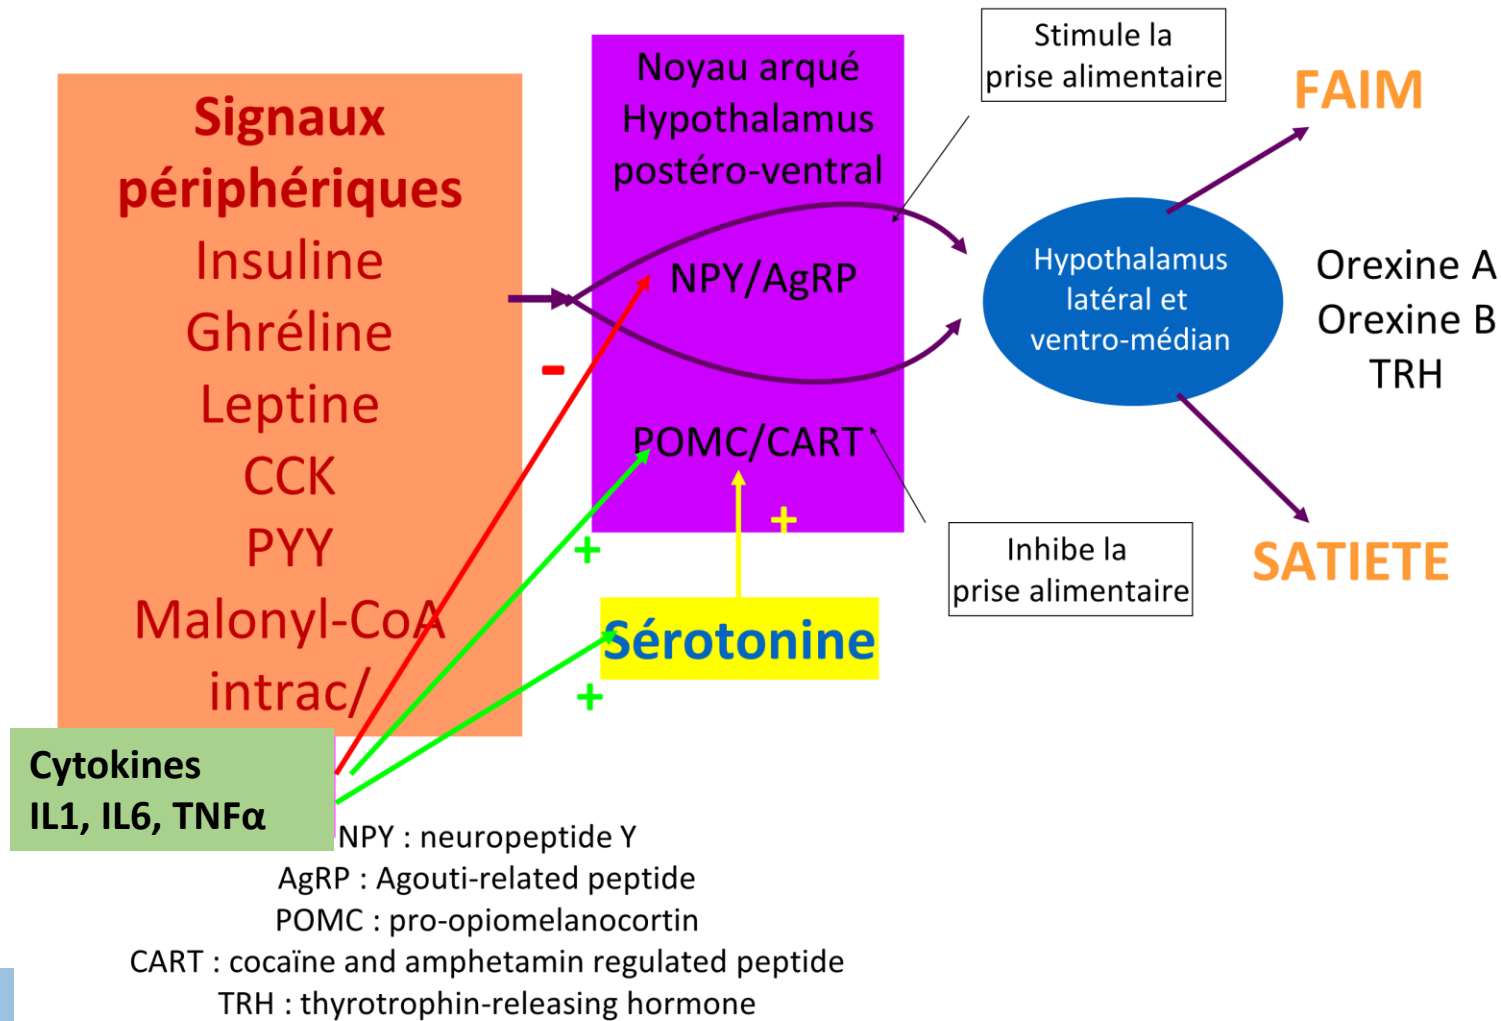 Signaux
périphériques
Insuline
Ghréline
Leptine
CCK
PYY
Malonyl-CoA
intrac/
Cytokines
IL1, IL6, TNFα
-
+
+
Noyau arqué
Hypothalamus
postéro-ventral
NPY/AgRP
POMC/CART
+
Sérotonine
Stimule la
prise alimentaire
Inhibe la
prise alimentaire
Hypothalamus
latéral et
ventro-médian
FAIM
Orexine A
Orexine B
TRH
SATIETE
NPY : neuropeptide Y
AgRP : Agouti-related peptide
POMC : pro-opiomelanocortin
CART : cocaïne and amphetamin regulated peptide
TRH : thyrotrophin-releasing hormone